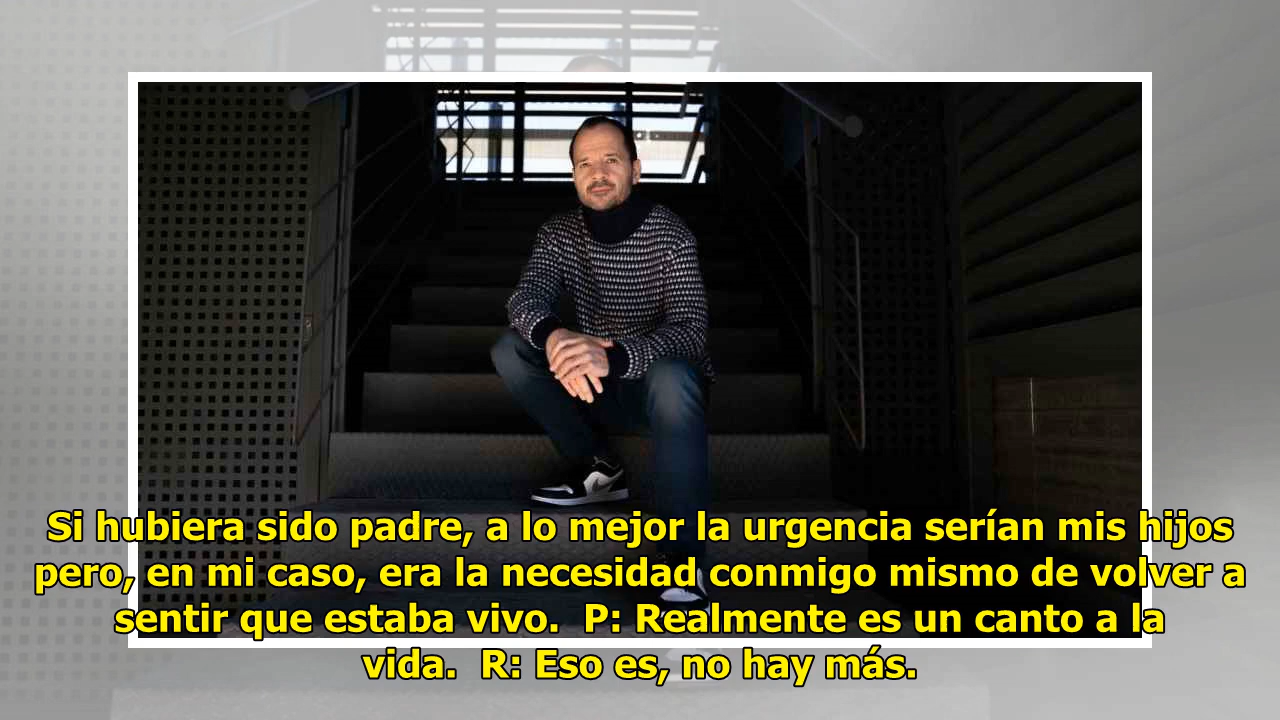 Si hubiera sido padre, a lo mejor la urgencia serían mis hijos
pero, en mi caso, era la necesidad conmigo mismo de volver a
sentir que estaba vivo.  P: Realmente es un canto a la
vida.  R: Eso es, no hay más.